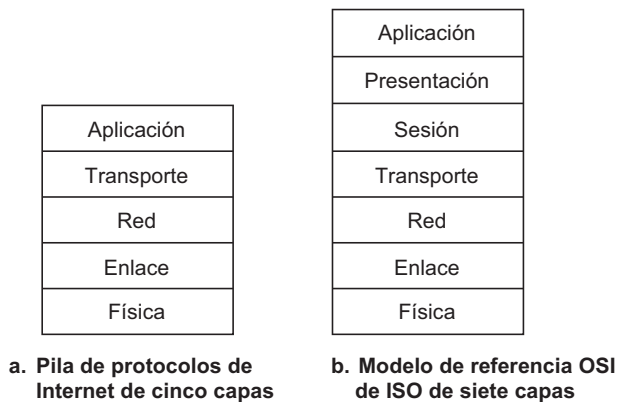 Aplicación
Transporte
Red
Enlace
Física
a. Pila de protocolos de
Internet de cinco capas
Aplicación
Presentación
Sesión
Transporte
Red
Enlace
Física
b. Modelo de referencia OSI
de ISO de siete capas